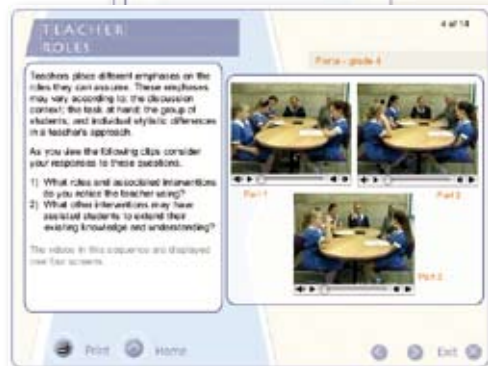 TEACHER
ROLES
4 of 14
Teachers place different emphases on the
roles they can assume. These emphases
may vary according to: the discussion
context; the task at hand; the group of
students; and individual stylistic differences
in a teacher's approach.
As you view the following clips consider
your responses to these questions.
1) What roles and associated interventions
do you notice the teacher using?
2) What other interventions may have
assisted students to extend their
existing knowledge and understanding?
The videos in this sequence are displayed
over four screens.
grade 4
Part 1
Part 2
Part 3
Print
Home
Exit